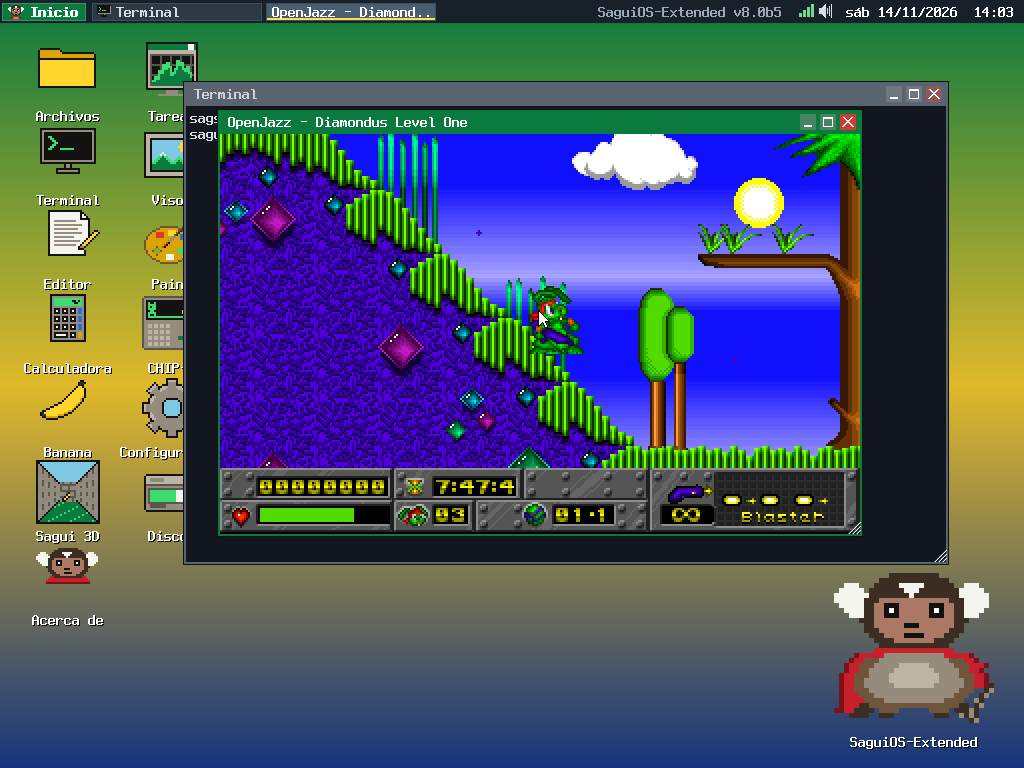 Inicio
Terminal
OpenJazz - Diamond..
SaguiOS-Extended v8.0b5
sáb 14/11/2026
14:03
Archivos
Terminal
Editor
Calculadora
Banana
Sagui 3D
Acerca de
Terminal
OpenJazz - Diamondus Level One
00000000
7:47:4
03
01·1
Blaster
SaguiOS-Extended